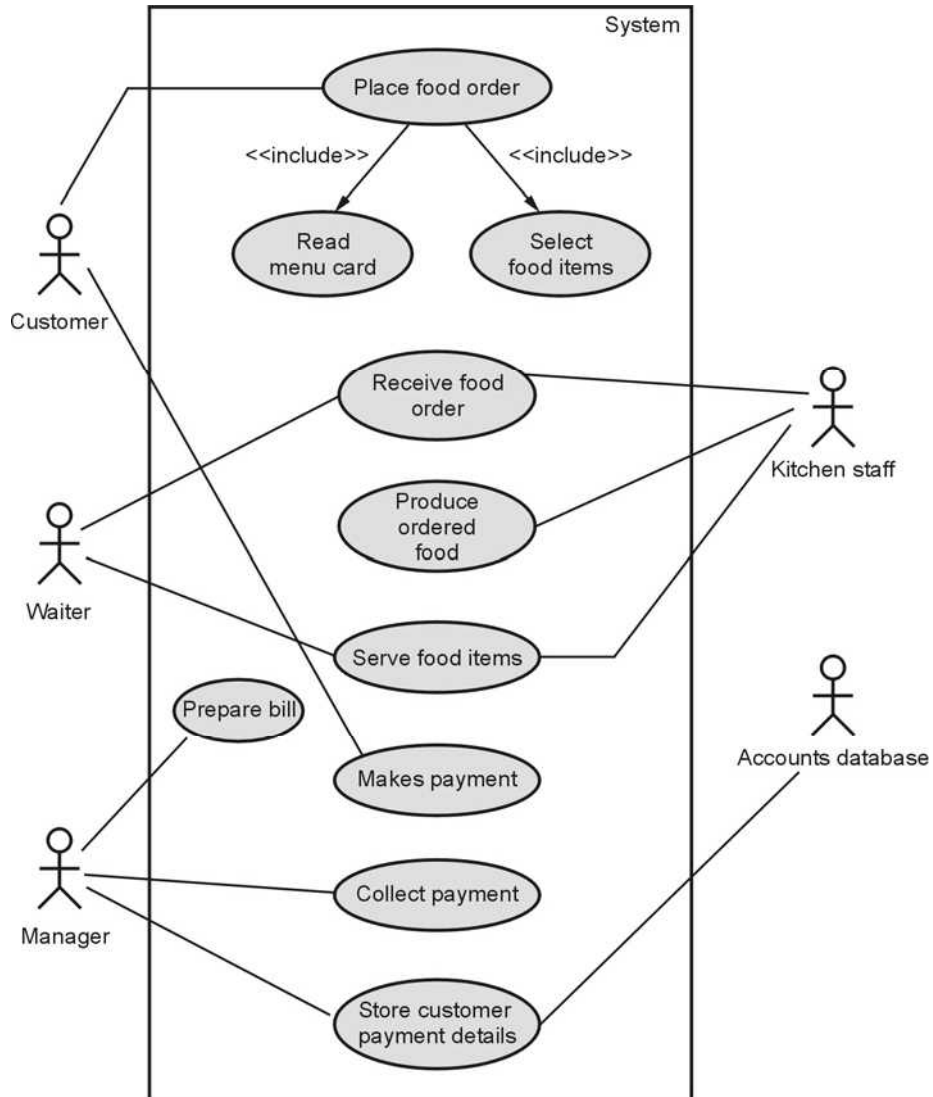 System
Place food order
<<include>>
<<include>>
Read
menu card
Select
food items
Customer
Receive food
order
Kitchen staff
Produce
ordered
food
Waiter
Serve food items
Prepare bill
Makes payment
Accounts database
Collect payment
Manager
Store customer
payment details